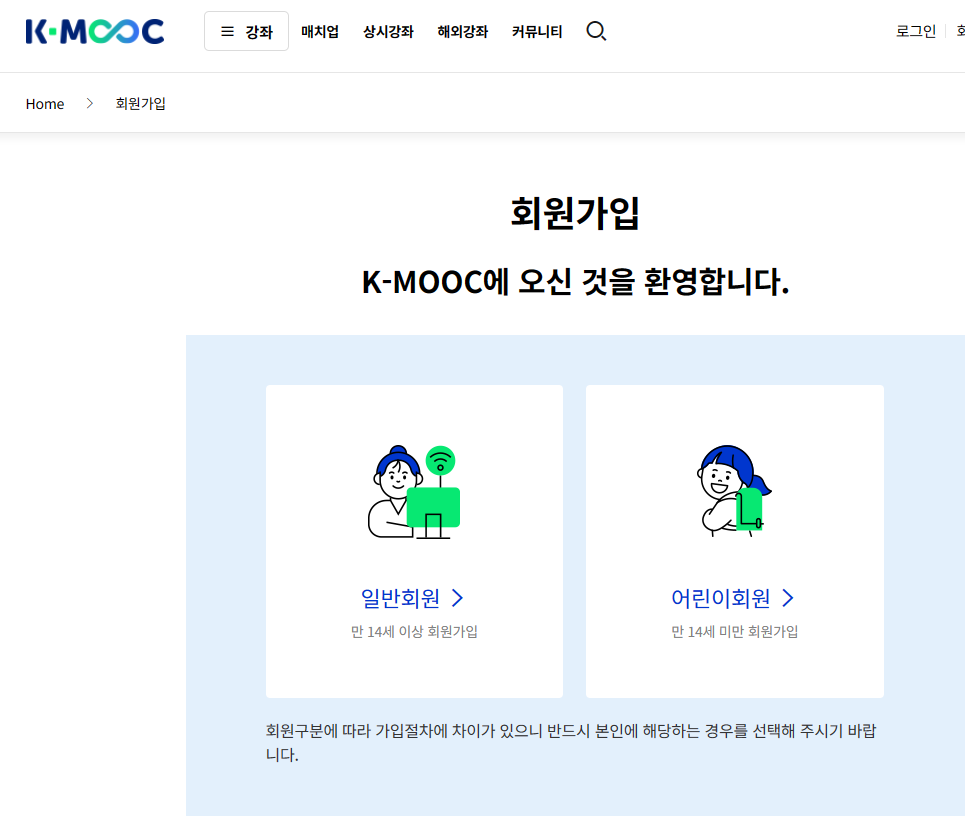 K-MOOC
강좌 매치업 상시강좌 해외강좌 커뮤니티 로그인
Home 회원가입
회원가입
K-MOOC에 오신 것을 환영합니다.
일반회원
만 14세 이상 회원가입
어린이회원
만 14세 미만 회원가입
회원구분에 따라 가입절차에 차이가 있으니 반드시 본인에 해당하는 경우를 선택해 주시기 바랍
니다.